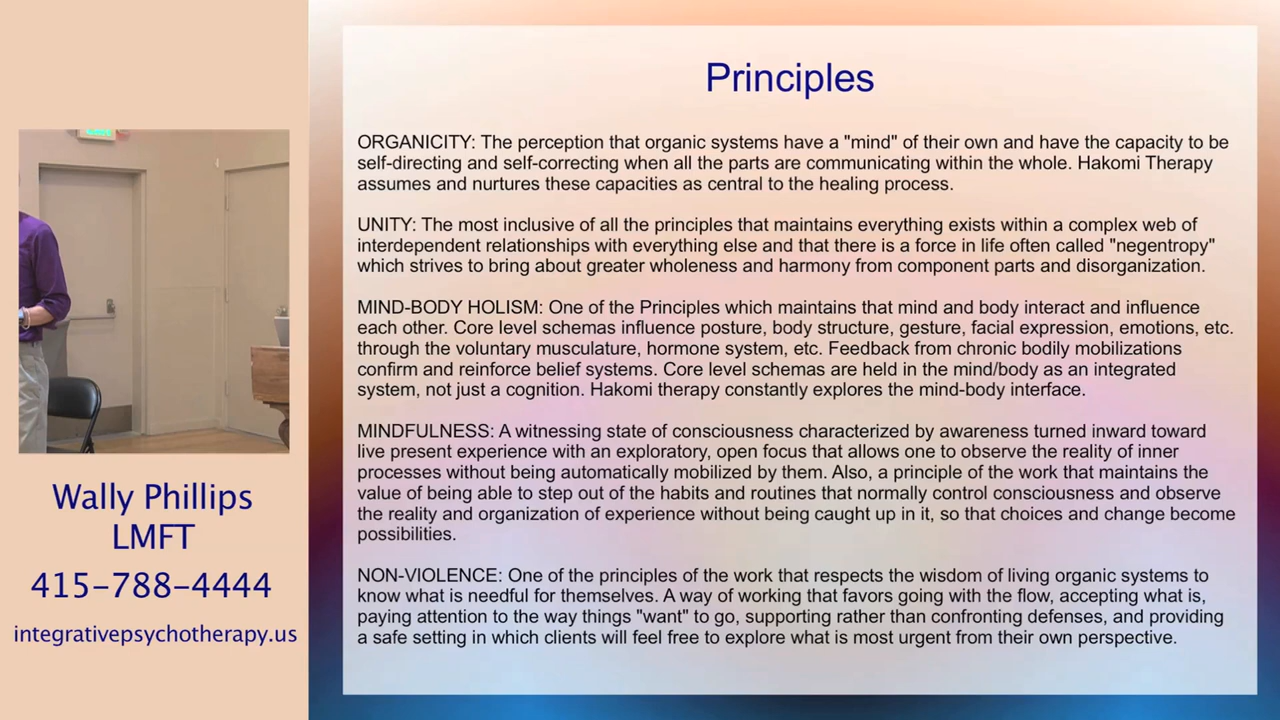 Principles
ORGANICITY: The perception that organic systems have a "mind" of their own and have the capacity to be
self-directing and self-correcting when all the parts are communicating within the whole. Hakomi Therapy
assumes and nurtures these capacities as central to the healing process.
UNITY: The most inclusive of all the principles that maintains everything exists within a complex web of
interdependent relationships with everything else and that there is a force in life often called "negentropy"
which strives to bring about greater wholeness and harmony from component parts and disorganization.
MIND-BODY HOLISM: One of the Principles which maintains that mind and body interact and influence
each other. Core level schemas influence posture, body structure, gesture, facial expression, emotions, etc.
through the voluntary musculature, hormone system, etc. Feedback from chronic bodily mobilizations
confirm and reinforce belief systems. Core level schemas are held in the mind/body as an integrated
system, not just a cognition. Hakomi therapy constantly explores the mind-body interface.
MINDFULNESS: A witnessing state of consciousness characterized by awareness turned inward toward
live present experience with an exploratory, open focus that allows one to observe the reality of inner
processes without being automatically mobilized by them. Also, a principle of the work that maintains the
value of being able to step out of the habits and routines that normally control consciousness and observe
the reality and organization of experience without being caught up in it, so that choices and change become
possibilities.
NON-VIOLENCE: One of the principles of the work that respects the wisdom of living organic systems to
know what is needful for themselves. A way of working that favors going with the flow, accepting what is,
paying attention to the way things "want" to go, supporting rather than confronting defenses, and providing
a safe setting in which clients will feel free to explore what is most urgent from their own perspective.
Wally Phillips
LMFT
415-788-4444
integrativepsychotherapy.us